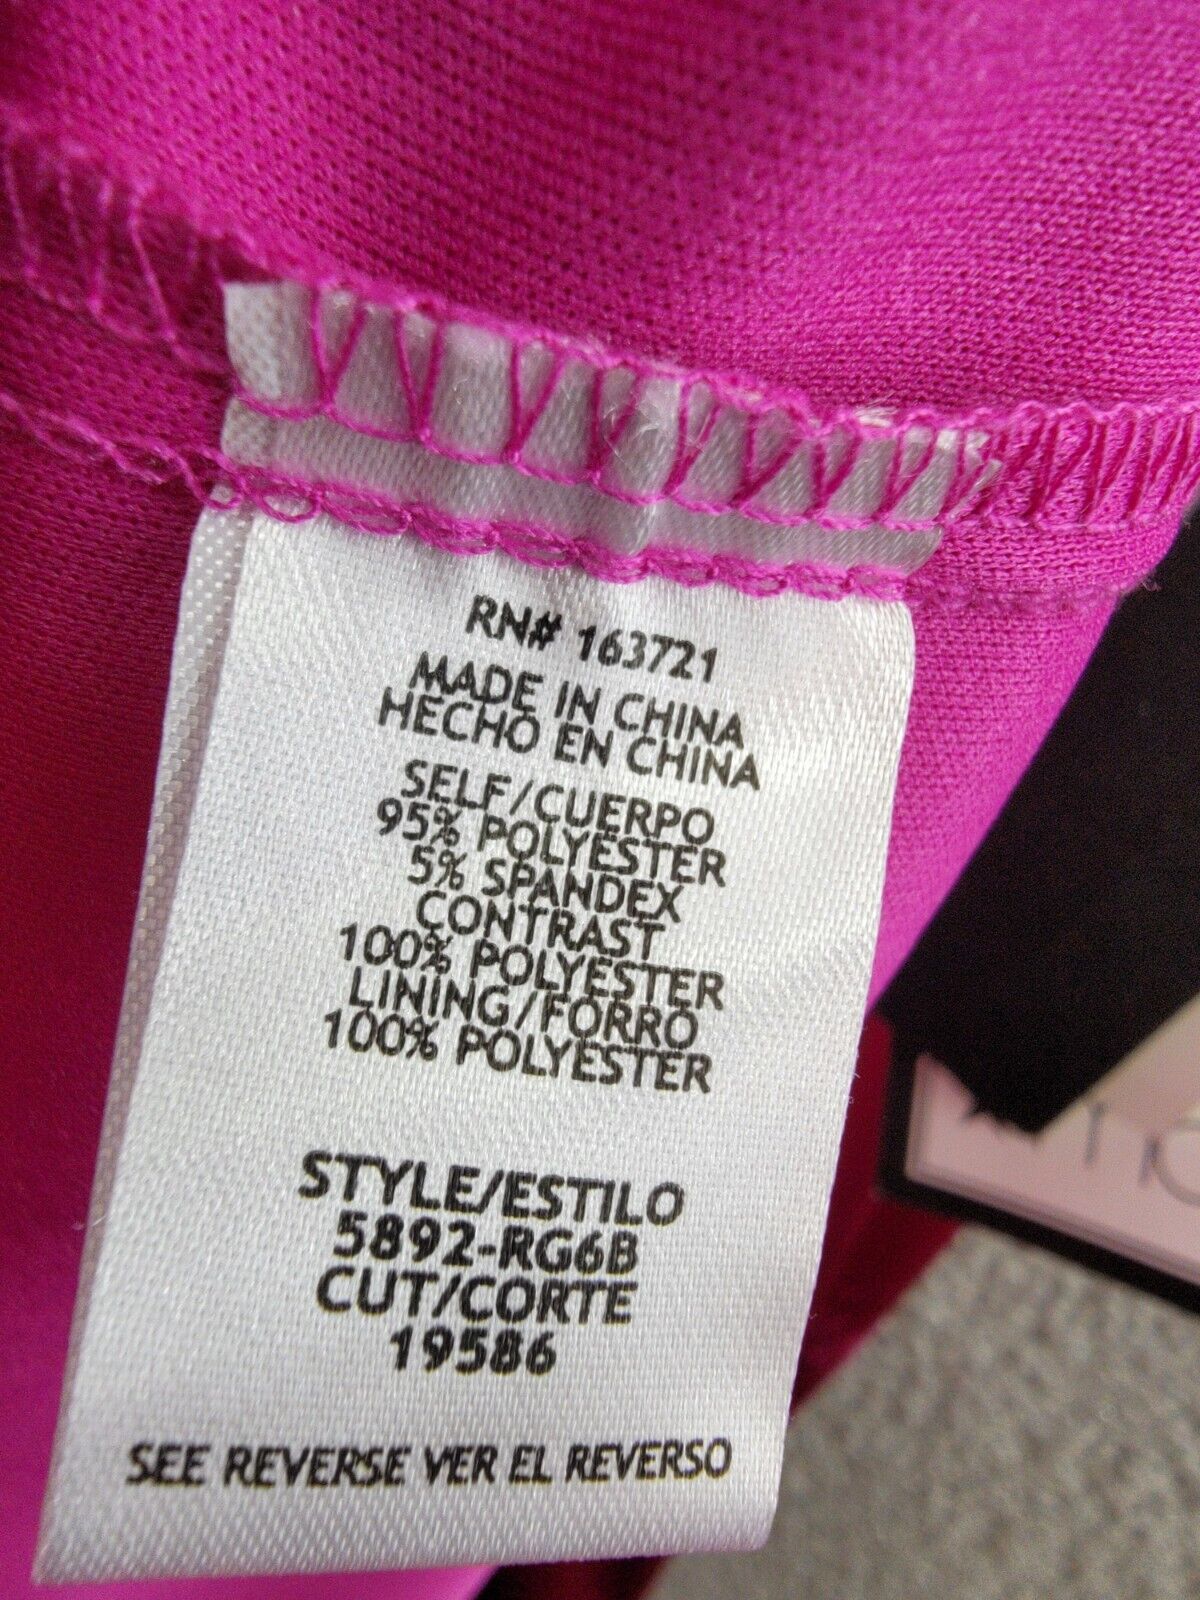 RN# 163721
MADE IN CHINA
HECHO EN CHINA
SELF/CUERPO
95% POLYESTER
5% SPANDEX
CONTRAST
100% POLYESTER
LINING/FORRO
100% POLYESTER
STYLE/ESTILO
5892-RG6B
CUT/CORTE
19586
SEE REVERSE VER EL REVERSO